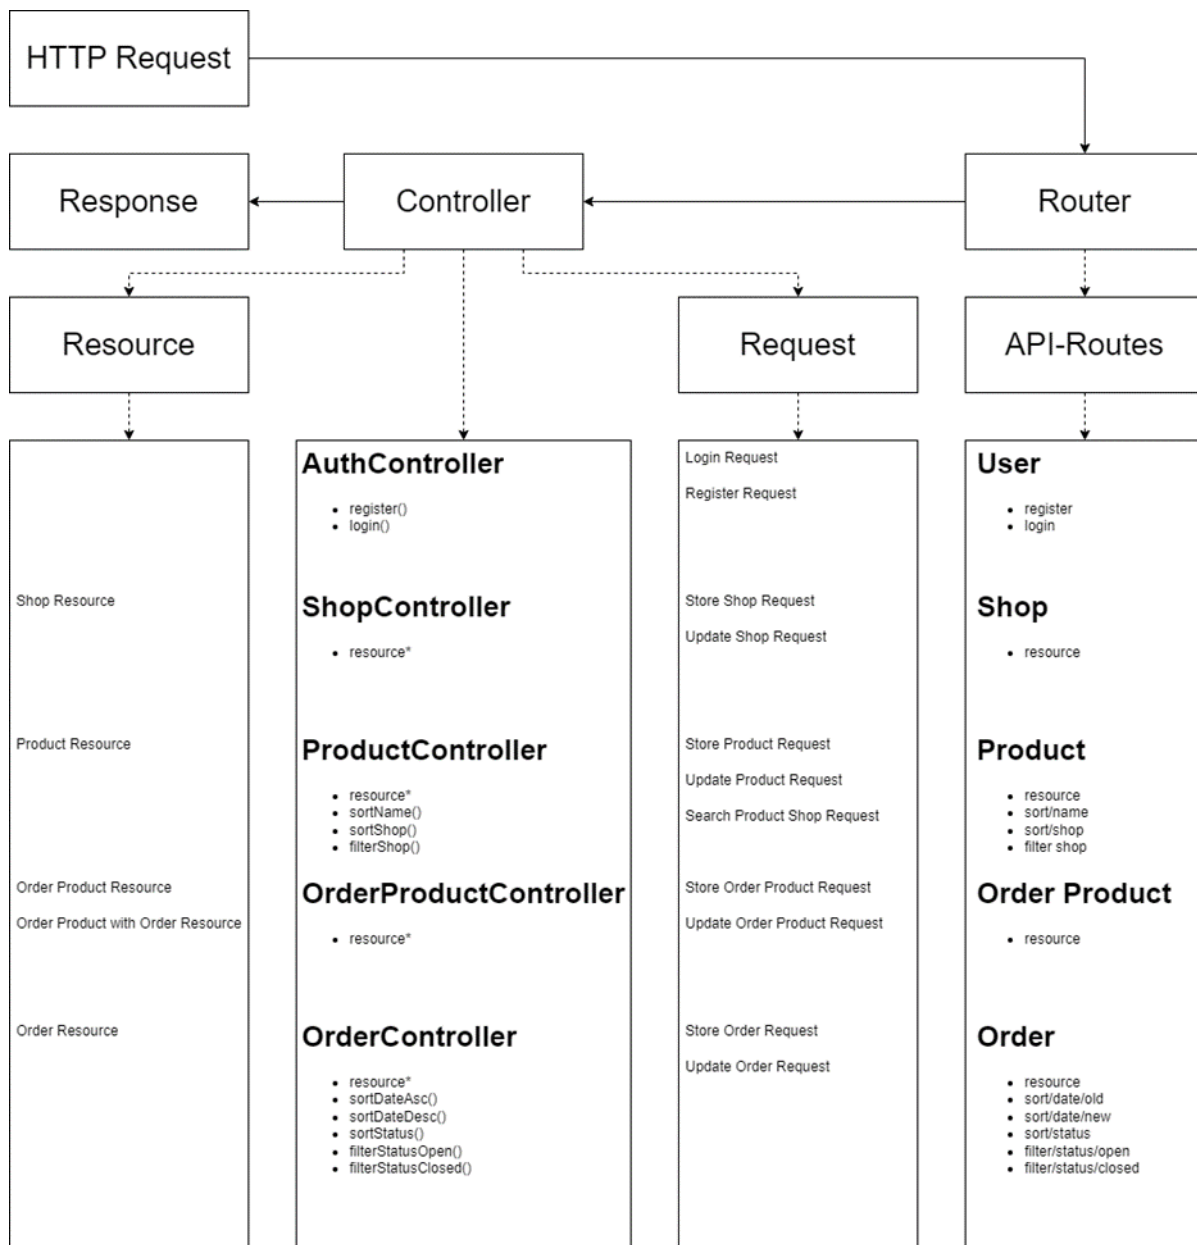 HTTP Request
Response
Controller
Router
Resource
Request
API-Routes
Shop Resource
Product Resource
Order Product Resource
Order Product with Order Resource
Order Resource
AuthController
register()
login()
ShopController
resource*
ProductController
resource*
sortName()
sortShop()
filterShop()
OrderProductController
resource*
OrderController
resource*
sortDateAsc()
sortDateDesc()
sortStatus()
filterStatusOpen()
filterStatusClosed()
Login Request
Register Request
Store Shop Request
Update Shop Request
Store Product Request
Update Product Request
Search Product Shop Request
Store Order Product Request
Update Order Product Request
Store Order Request
Update Order Request
User
register
login
Shop
resource
Product
resource
sort/name
sort/shop
filter shop
Order Product
resource
Order
resource
sort/date/old
sort/date/new
sort/status
filter/status/open
filter/status/closed